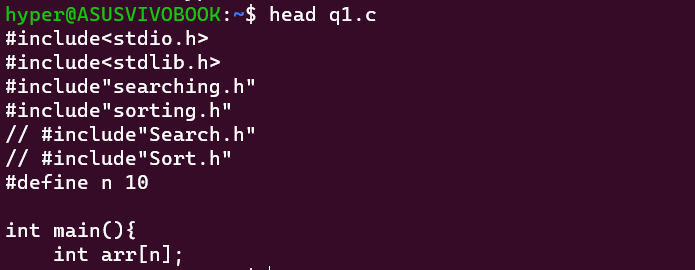 hyper@ASUSVIVOBOOK:~$ head q1.c
#include<stdio.h>
#include<stdlib.h>
#include"searching.h"
#include"sorting.h"
// #include"Search.h"
// #include"Sort.h"
#define n 10

int main(){
    int arr[n];